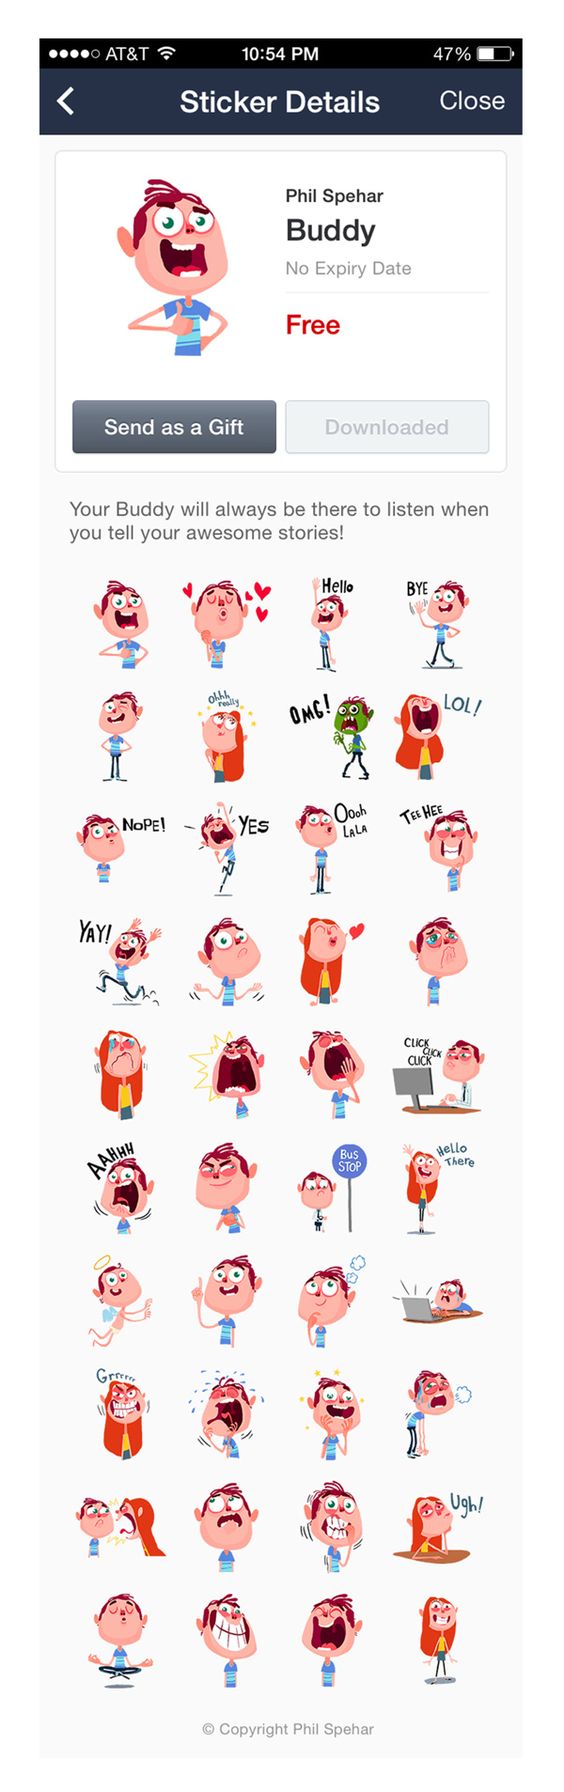 AT&T 10:54 PM 47%
Sticker Details Close
Phil Spehar
Buddy
No Expiry Date
Free
Send as a Gift Downloaded
Your Buddy will always be there to listen when
you tell your awesome stories!
Hello
BYE
Ohhh
really
OMG!
LOL!
NOPE!
YES
Oooh
LALA
TEE HEE
YAY!
CLICK
CLICK
CLICK
AAHHH
BUS
STOP
Hello
There
Grrrrrr
Ugh!
© Copyright Phil Spehar